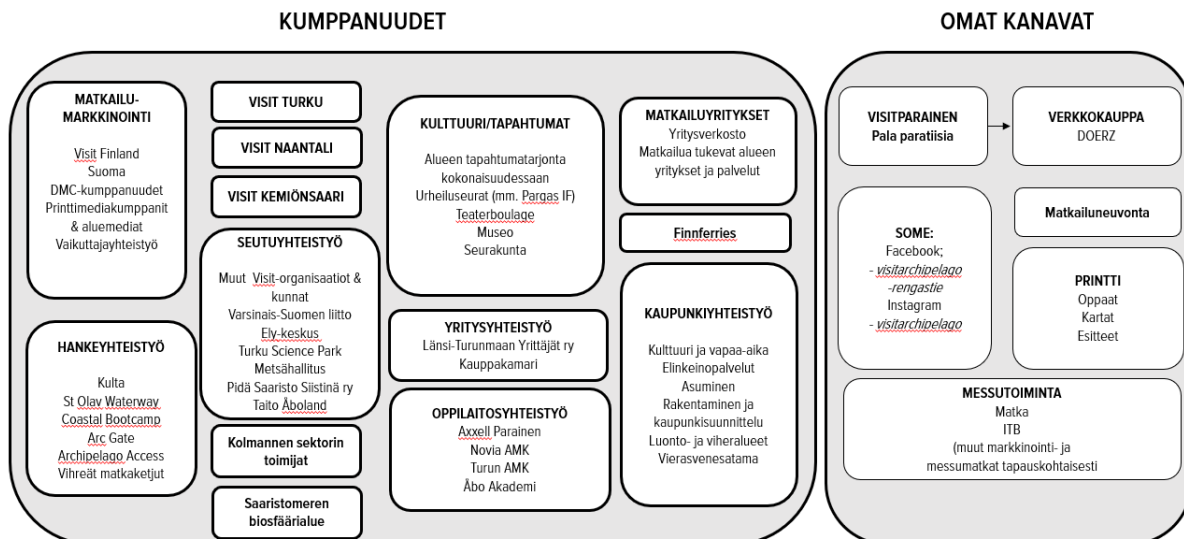 KUMPPANUUDET
MATKAILU-
MARKKINOINTI
Visit Finland
Suoma
DMC-kumppanuudet
Printtimediakumppanit
& aluemediat
Vaikuttajayhteistyö
HANKEYHTEISTYÖ
Kulta
St Olav Waterway
Coastal Bootcamp
Arc Gate
Archipelago Access
Vihreät matkaketjut
VISIT TURKU
VISIT NAANTALI
VISIT KEMIÖNSAARI
SEUTUYHTEISTYÖ
Muut Visit-organisaatiot &
kunnat
Varsinais-Suomen liitto
Ely-keskus
Turku Science Park
Metsähallitus
Pidä Saaristo Siistinä ry
Taito Åboland
Kolmannen sektorin
toimijat
Saaristomeren
biosfäärialue
KULTTUURI/TAPAHTUMAT
Alueen tapahtumatarjonta
kokonaisuudessaan
Urheiluseurat (mm. Pargas IF)
Teaterboulage
Museo
Seurakunta
YRITYSYHTEISTYÖ
Länsi-Turunmaan Yrittäjät ry
Kauppakamari
OPPILAITOSYHTEISTYÖ
Axxell Parainen
Novia AMK
Turun AMK
Åbo Akademi
MATKAILUYRITYKSET
Yritysverkosto
Matkailua tukevat alueen
yritykset ja palvelut
Finnferries
KAUPUNKIYHTEISTYÖ
Kulttuuri ja vapaa-aika
Elinkeinopalvelut
Asuminen
Rakentaminen ja
kaupunkisuunnittelu
Luonto- ja viheralueet
Vierasvenesatama
OMAT KANAVAT
VISITPARAINEN
Pala paratiisia
VERKKOKAUPPA
DOERZ
SOME:
Facebook;
- visitarchipelago
-rengastie
Instagram
- visitarchipelago
Matkailuneuvonta
PRINTTI
Oppaat
Kartat
Esitteet
MESSUTOIMINTA
Matka
ITB
(muut markkinointi- ja
messumatkat tapauskohtaisesti